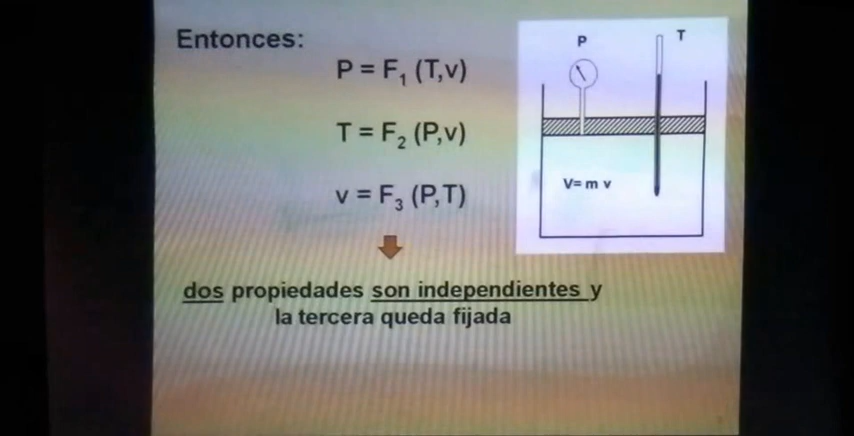 Entonces:
P = F₁ (T,v)
T = F₂ (P,v)
v = F₃ (P,T)
P
T
V= m v
dos propiedades son independientes y
la tercera queda fijada